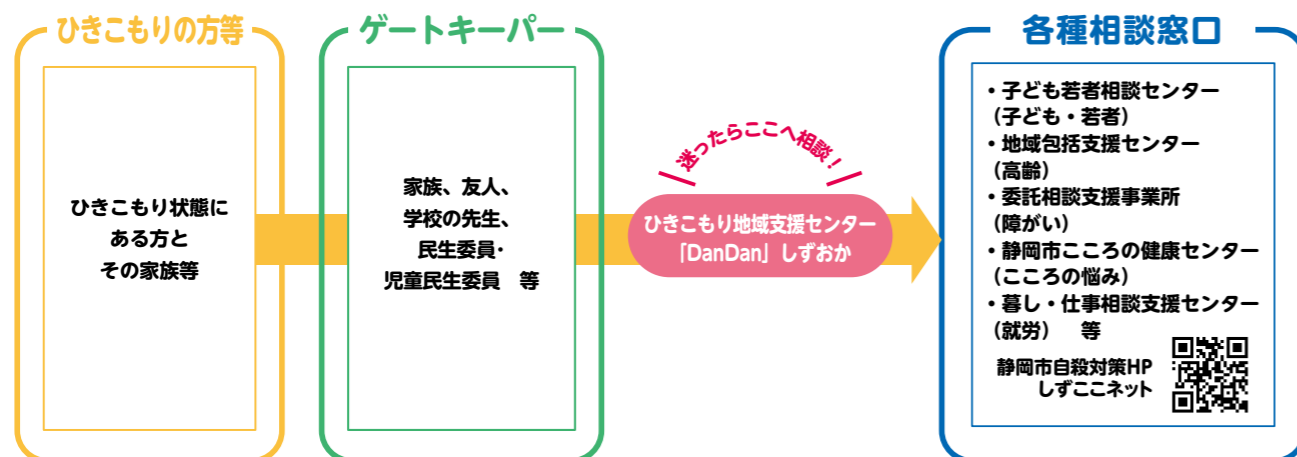 ひきこもりの方等
ひきこもり状態に
ある方と
その家族等
ゲートキーパー
家族、友人、
学校の先生、
民生委員・
児童民生委員　等
迷ったらここへ相談！
ひきこもり地域支援センター
「DanDan」しずおか
各種相談窓口
・子ども若者相談センター
（子ども・若者）
・地域包括支援センター
（高齢）
・委託相談支援事業所
（障がい）
・静岡市こころの健康センター
（こころの悩み）
・暮し・仕事相談支援センター
（就労）　等
静岡市自殺対策HP
しずここネット